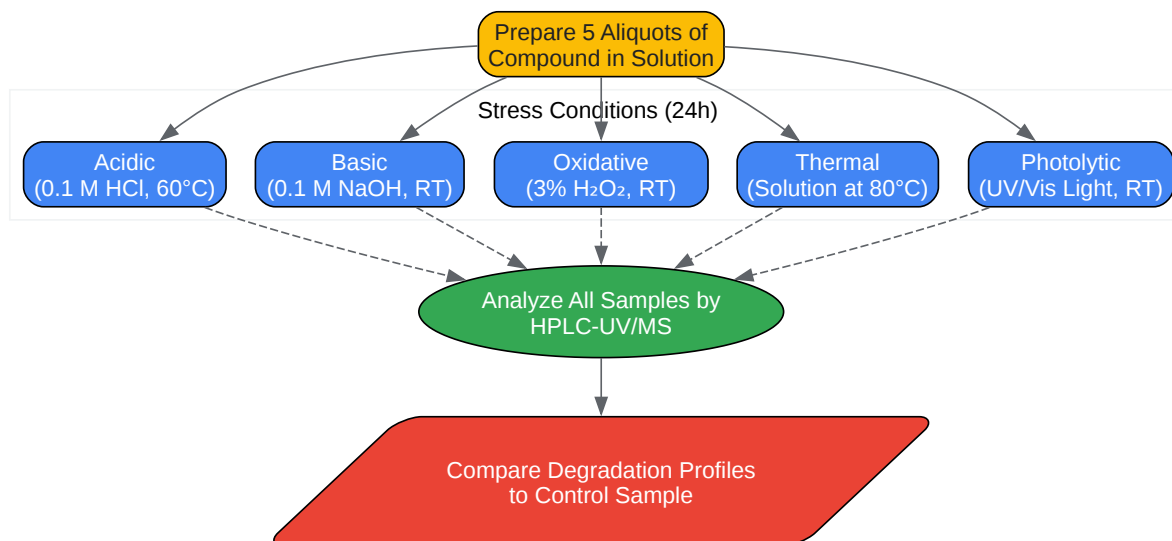 Prepare 5 Aliquots of
Compound in Solution
Stress Conditions (24h)
Acidic
(0.1 M HCl, 60°C)
Basic
(0.1 M NaOH, RT)
Oxidative
(3% H₂O₂, RT)
Thermal
(Solution at 80°C)
Photolytic
(UV/Vis Light, RT)
Analyze All Samples by
HPLC-UV/MS
Compare Degradation Profiles
to Control Sample